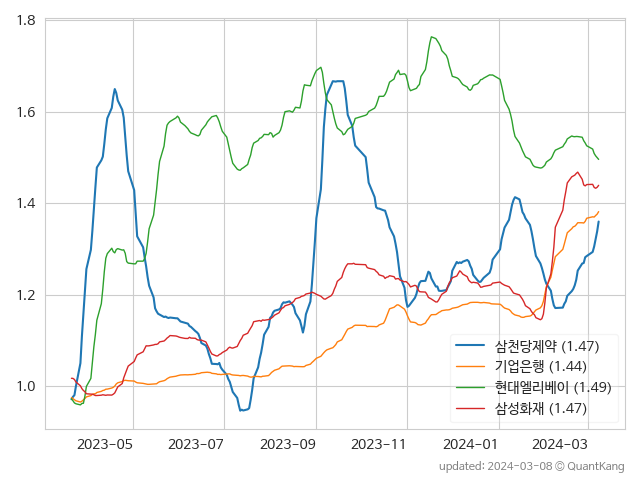 1.8
1.6
1.4
1.2
1.0
삼천당제약 (1.47)
기업은행 (1.44)
현대엘리베이 (1.49)
삼성화재 (1.47)
2023-05 2023-07 2023-09 2023-11 2024-01 2024-03
updated: 2024-03-08 © QuantKang